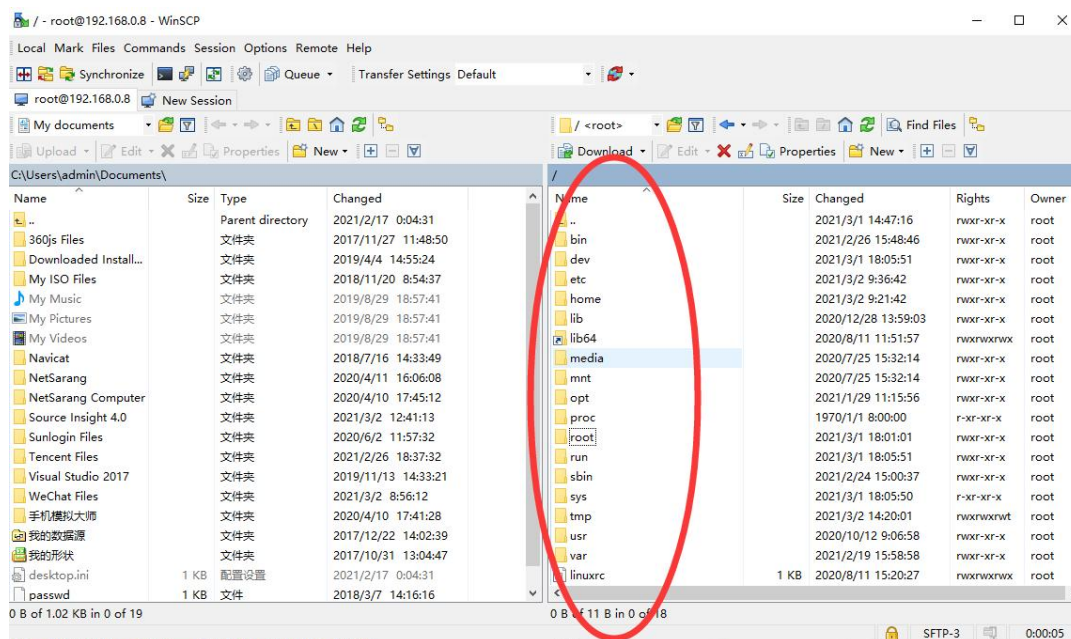 / - root@192.168.0.8 - WinSCP
Local Mark Files Commands Session Options Remote Help
Synchronize Queue Transfer Settings Default
root@192.168.0.8 New Session
My documents / <root> Find Files
Upload Edit Properties New Download Edit Properties New
C:\Users\admin\Documents\ /
Name Size Type Changed Name Size Changed Rights Owner
.. Parent directory 2021/2/17 0:04:31 .. 2021/3/1 14:47:16 rwxr-xr-x root
360js Files 文件夹 2017/11/27 11:48:50 bin 2021/2/26 15:48:46 rwxr-xr-x root
Downloaded Install... 文件夹 2019/4/4 14:55:24 dev 2021/3/1 18:05:51 rwxr-xr-x root
My ISO Files 文件夹 2018/11/20 8:54:37 etc 2021/3/2 9:36:42 rwxr-xr-x root
My Music 文件夹 2019/8/29 18:57:41 home 2021/3/2 9:21:42 rwxr-xr-x root
My Pictures 文件夹 2019/8/29 18:57:41 lib 2020/12/28 13:59:03 rwxr-xr-x root
My Videos 文件夹 2019/8/29 18:57:41 lib64 2020/8/11 11:51:57 rwxrwxrwx root
Navicat 文件夹 2018/7/16 14:33:49 media 2020/7/25 15:32:14 rwxr-xr-x root
NetSarang 文件夹 2020/4/11 16:06:08 mnt 2020/7/25 15:32:14 rwxr-xr-x root
NetSarang Computer 文件夹 2020/4/10 17:45:12 opt 2021/1/29 11:15:56 rwxr-xr-x root
Source Insight 4.0 文件夹 2021/3/2 12:41:13 proc 1970/1/1 8:00:00 r-xr-xr-x root
Sunlogin Files 文件夹 2020/6/2 11:57:32 root 2021/3/1 18:01:01 rwxr-xr-x root
Tencent Files 文件夹 2021/2/26 18:37:32 run 2021/3/1 18:05:51 rwxr-xr-x root
Visual Studio 2017 文件夹 2019/11/13 14:33:21 sbin 2021/2/24 15:00:37 rwxr-xr-x root
WeChat Files 文件夹 2021/3/2 8:56:12 sys 2021/3/1 18:05:50 r-xr-xr-x root
手机模拟大师 文件夹 2020/4/10 17:41:28 tmp 2021/3/2 14:20:01 rwxrwxrwt root
我的数据源 文件夹 2017/12/22 14:02:39 usr 2020/10/12 9:06:58 rwxr-xr-x root
我的形状 文件夹 2017/10/31 13:04:47 var 2021/2/19 15:58:58 rwxr-xr-x root
desktop.ini 1 KB 配置设置 2021/2/17 0:04:31 linuxrc 1 KB 2020/8/11 15:20:27 rwxrwxrwx root
passwd 1 KB 文件 2018/3/7 14:16:16
0 B of 1.02 KB in 0 of 19 0 B of 11 B in 0 of 18
SFTP-3 0:00:05